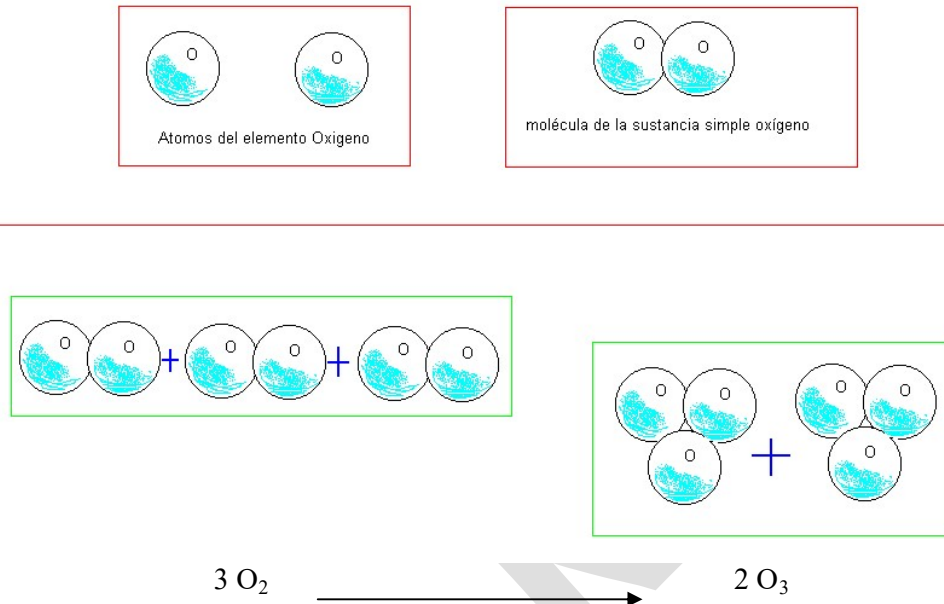 O O
Atomos del elemento Oxigeno
O O
molécula de la sustancia simple oxígeno
O O + O O + O O
O O
O
+
O O
O
3 O₂ 2 O₃